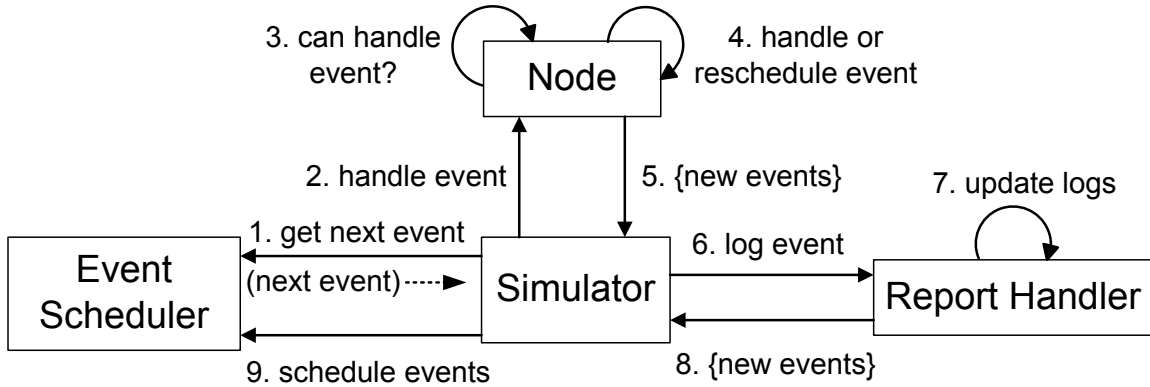 3. can handle
event?
4. handle or
reschedule event
Node
2. handle event
5. {new events}
7. update logs
1. get next event
6. log event
Event
Scheduler
(next event)
Simulator
Report Handler
9. schedule events
8. {new events}